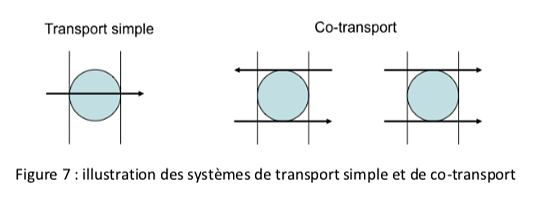 Transport simple
Co-transport
Figure 7 : illustration des systèmes de transport simple et de co-transport